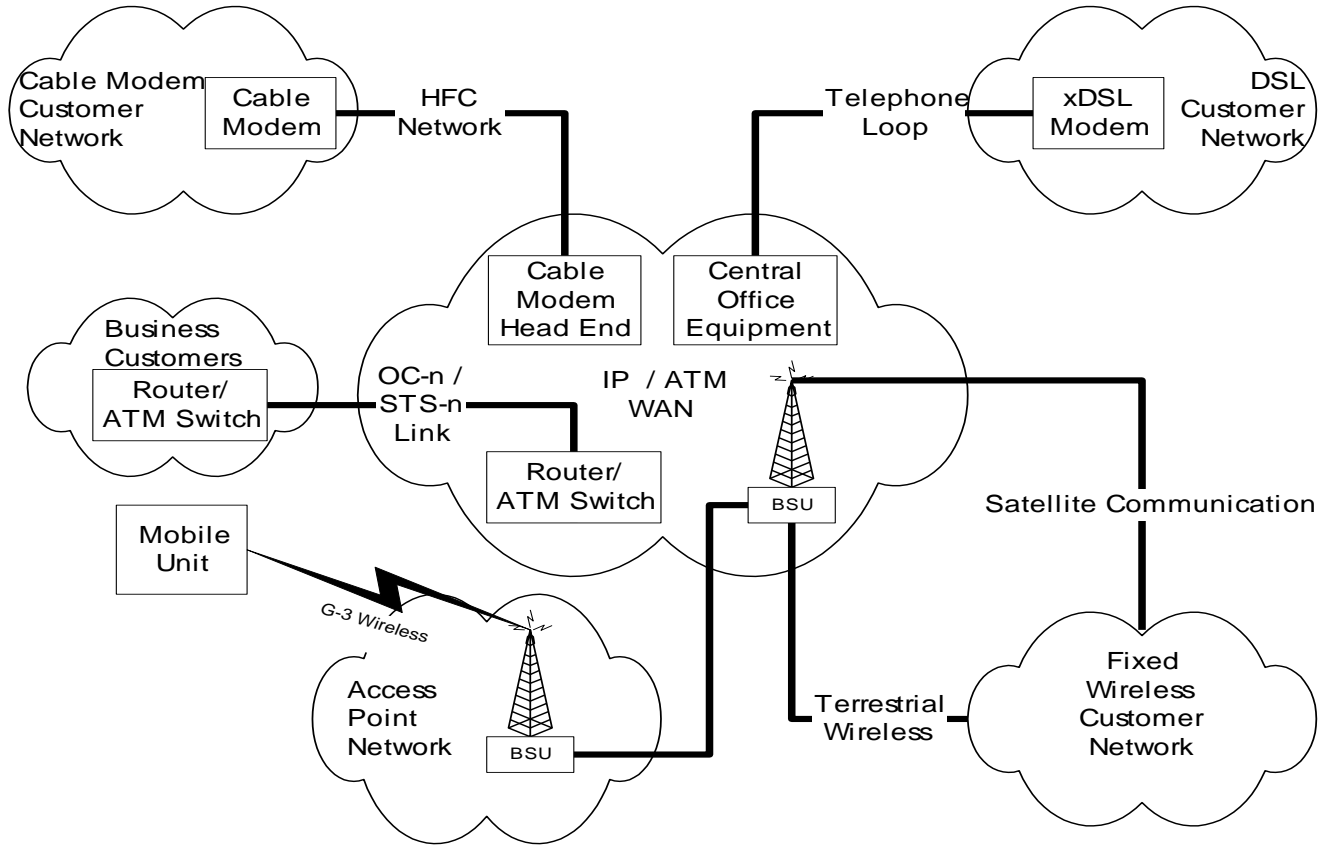 Cable Modem
Customer
Network
Cable
Modem
HFC
Network
Telephone
Loop
xDSL
Modem
DSL
Customer
Network
Cable
Modem
Head End
Central
Office
Equipment
Business
Customers
Router/
ATM Switch
OC-n /
STS-n
Link
IP / ATM
WAN
Router/
ATM Switch
BSU
Satellite Communication
Mobile
Unit
G-3 Wireless
Access
Point
Network
BSU
Terrestrial
Wireless
Fixed
Wireless
Customer
Network